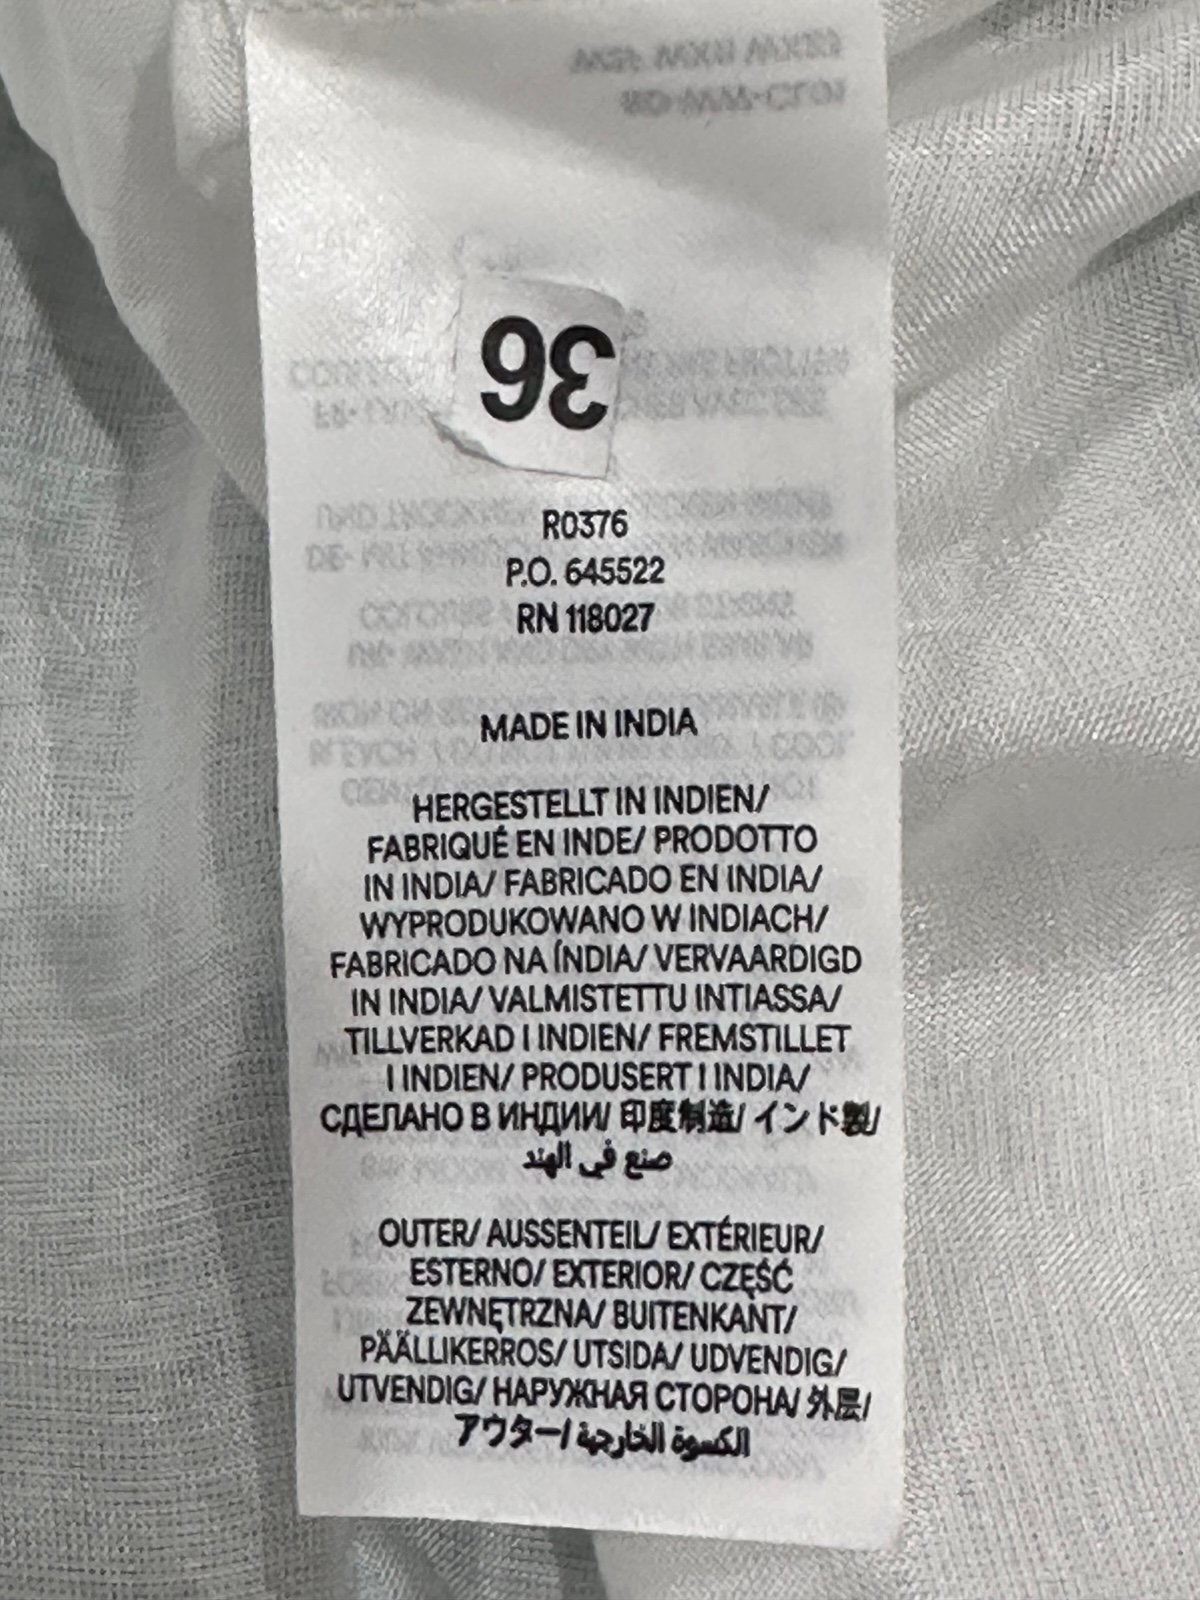 36
R0376
P.O. 645522
RN 118027
MADE IN INDIA
HERGESTELLT IN INDIEN/
FABRIQUÉ EN INDE/ PRODOTTO
IN INDIA/ FABRICADO EN INDIA/
WYPRODUKOWANO W INDIACH/
FABRICADO NA ÍNDIA/ VERVAARDIGD
IN INDIA/ VALMISTETTU INTIASSA/
TILLVERKAD I INDIEN/ FREMSTILLET
I INDIEN/ PRODUSERT I INDIA/
СДЕЛАНО В ИНДИИ/ 印度制造/ インド製/
صنع في الهند
OUTER/ AUSSENTEIL/ EXTÉRIEUR/
ESTERNO/ EXTERIOR/ CZĘŚĆ
ZEWNĘTRZNA/ BUITENKANT/
PÄÄLLIKERROS/ UTSIDA/ UDVENDIG/
UTVENDIG/ НАРУЖНАЯ СТОРОНА/ 外层/
アウター/ الكسوة الخارجية